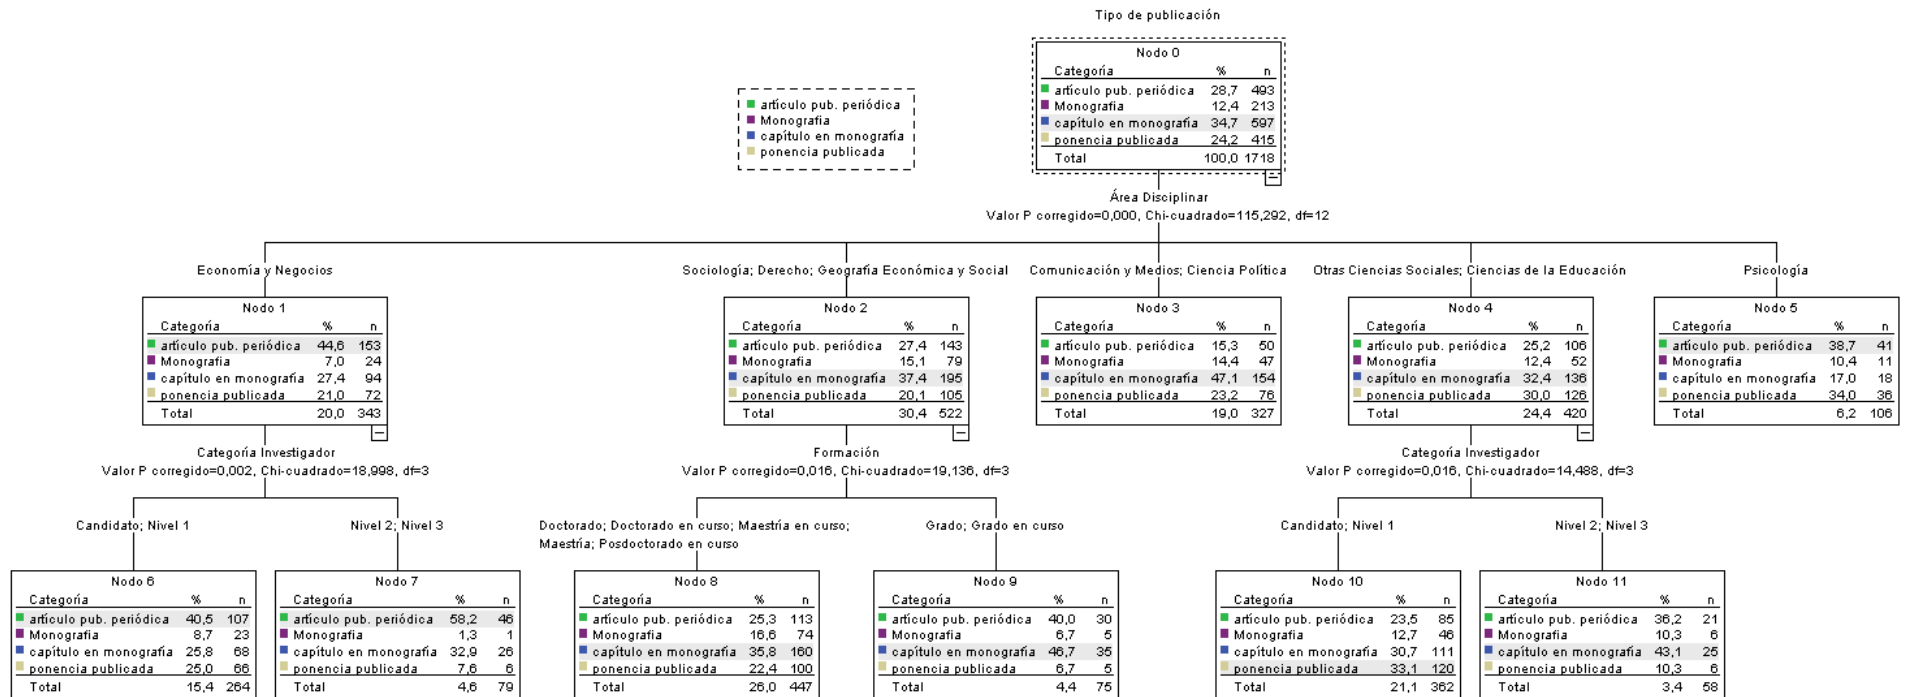 Tipo de publicación
Nodo 0
Categoría % n
artículo pub. periódica 28,7 493
Monografia 12,4 213
capítulo en monografía 34,7 597
ponencia publicada 24,2 415
Total 100,0 1718
artículo pub. periódica
Monografia
capítulo en monografía
ponencia publicada
Área Disciplinar
Valor P corregido=0,000, Chi-cuadrado=115,292, df=12
Economía y Negocios
Nodo 1
Categoría % n
artículo pub. periódica 44,6 153
Monografia 7,0 24
capítulo en monografía 27,4 94
ponencia publicada 21,0 72
Total 20,0 343
Sociología; Derecho; Geografía Económica y Social
Nodo 2
Categoría % n
artículo pub. periódica 27,4 143
Monografia 15,1 79
capítulo en monografía 37,4 195
ponencia publicada 20,1 105
Total 30,4 522
Comunicación y Medios; Ciencia Política
Nodo 3
Categoría % n
artículo pub. periódica 15,3 50
Monografia 14,4 47
capítulo en monografía 47,1 154
ponencia publicada 23,2 76
Total 19,0 327
Otras Ciencias Sociales; Ciencias de la Educación
Nodo 4
Categoría % n
artículo pub. periódica 25,2 106
Monografia 12,4 52
capítulo en monografía 32,4 136
ponencia publicada 30,0 126
Total 24,4 420
Psicología
Nodo 5
Categoría % n
artículo pub. periódica 38,7 41
Monografia 10,4 11
capítulo en monografía 17,0 18
ponencia publicada 34,0 36
Total 6,2 106
Categoría Investigador
Valor P corregido=0,002, Chi-cuadrado=18,998, df=3
Formación
Valor P corregido=0,016, Chi-cuadrado=19,136, df=3
Categoría Investigador
Valor P corregido=0,016, Chi-cuadrado=14,488, df=3
Candidato; Nivel 1
Nodo 6
Categoría % n
artículo pub. periódica 40,5 107
Monografia 8,7 23
capítulo en monografía 25,8 68
ponencia publicada 25,0 66
Total 15,4 264
Nivel 2; Nivel 3
Nodo 7
Categoría % n
artículo pub. periódica 58,2 46
Monografia 1,3 1
capítulo en monografía 32,9 26
ponencia publicada 7,6 6
Total 4,6 79
Doctorado; Doctorado en curso; Maestría en curso;
Maestría; Posdoctorado en curso
Nodo 8
Categoría % n
artículo pub. periódica 25,3 113
Monografia 16,6 74
capítulo en monografía 35,8 160
ponencia publicada 22,4 100
Total 26,0 447
Grado; Grado en curso
Nodo 9
Categoría % n
artículo pub. periódica 40,0 30
Monografia 6,7 5
capítulo en monografía 46,7 35
ponencia publicada 6,7 5
Total 4,4 75
Candidato; Nivel 1
Nodo 10
Categoría % n
artículo pub. periódica 23,5 85
Monografia 12,7 46
capítulo en monografía 30,7 111
ponencia publicada 33,1 120
Total 21,1 362
Nivel 2; Nivel 3
Nodo 11
Categoría % n
artículo pub. periódica 36,2 21
Monografia 10,3 6
capítulo en monografía 43,1 25
ponencia publicada 10,3 6
Total 3,4 58